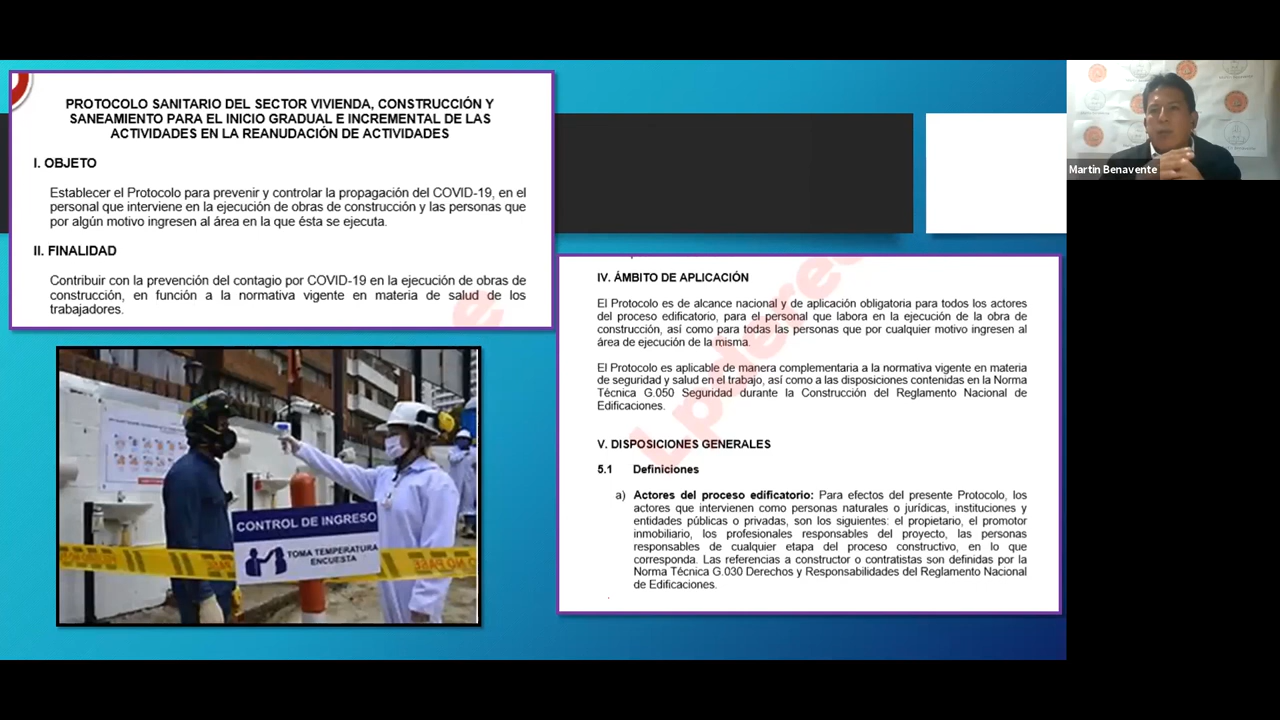 PROTOCOLO SANITARIO DEL SECTOR VIVIENDA, CONSTRUCCIÓN Y
SANEAMIENTO PARA EL INICIO GRADUAL E INCREMENTAL DE LAS
ACTIVIDADES EN LA REANUDACIÓN DE ACTIVIDADES
I. OBJETO
Establecer el Protocolo para prevenir y controlar la propagación del COVID-19, en el
personal que interviene en la ejecución de obras de construcción y las personas que
por algún motivo ingresen al área en la que ésta se ejecuta.
II. FINALIDAD
Contribuir con la prevención del contagio por COVID-19 en la ejecución de obras de
construcción, en función a la normativa vigente en materia de salud de los
trabajadores.
CONTROL DE INGRESO
TOMA TEMPERATURA
ENCUESTA
IV. ÁMBITO DE APLICACIÓN
El Protocolo es de alcance nacional y de aplicación obligatoria para todos los actores
del proceso edificatorio, para el personal que labora en la ejecución de la obra de
construcción, así como para todas las personas que por cualquier motivo ingresen al
área de ejecución de la misma.
El Protocolo es aplicable de manera complementaria a la normativa vigente en materia
de seguridad y salud en el trabajo, así como a las disposiciones contenidas en la Norma
Técnica G.050 Seguridad durante la Construcción del Reglamento Nacional de
Edificaciones.
V. DISPOSICIONES GENERALES
5.1 Definiciones
a) Actores del proceso edificatorio: Para efectos del presente Protocolo, los
actores que intervienen como personas naturales o jurídicas, instituciones y
entidades públicas o privadas, son los siguientes: el propietario, el promotor
inmobiliario, los profesionales responsables del proyecto, las personas
responsables de cualquier etapa del proceso constructivo, en lo que
corresponda. Las referencias a constructor o contratistas son definidas por la
Norma Técnica G.030 Derechos y Responsabilidades del Reglamento Nacional
de Edificaciones.
Lpderec
e
Martin Benavente